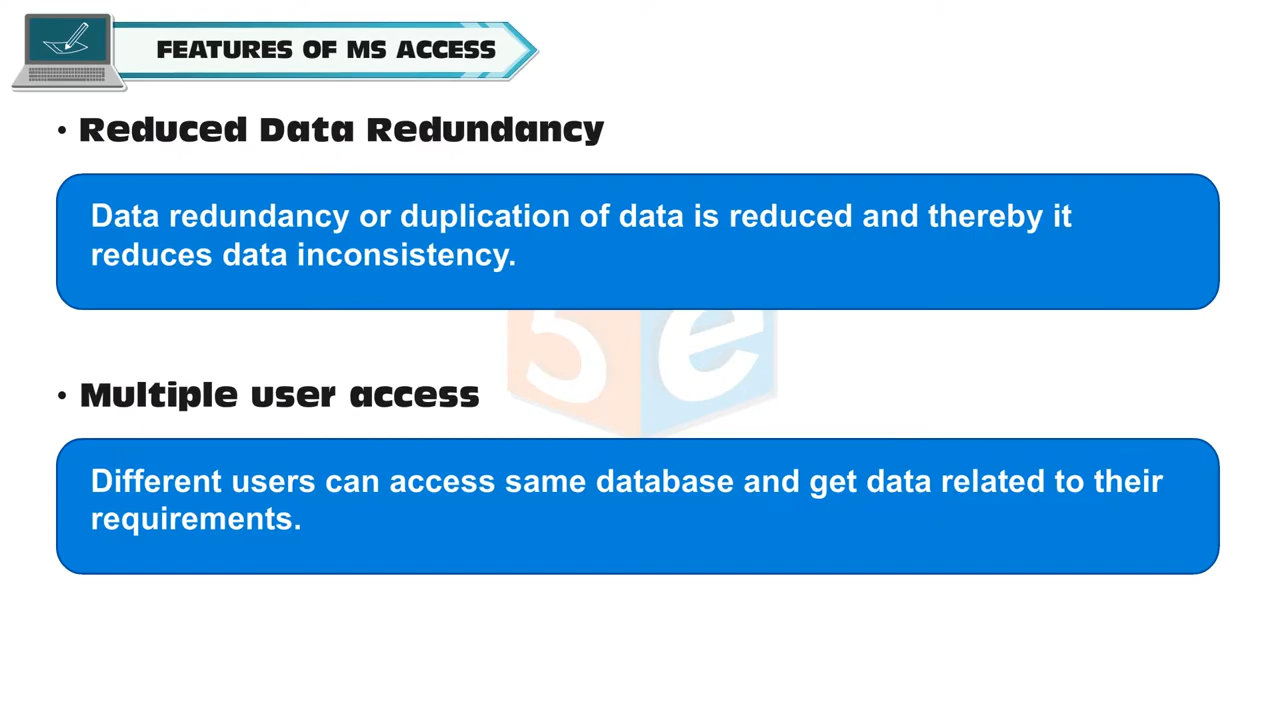 FEATURES OF MS ACCESS
• Reduced Data Redundancy
Data redundancy or duplication of data is reduced and thereby it
reduces data inconsistency.
5e
• Multiple user access
Different users can access same database and get data related to their
requirements.